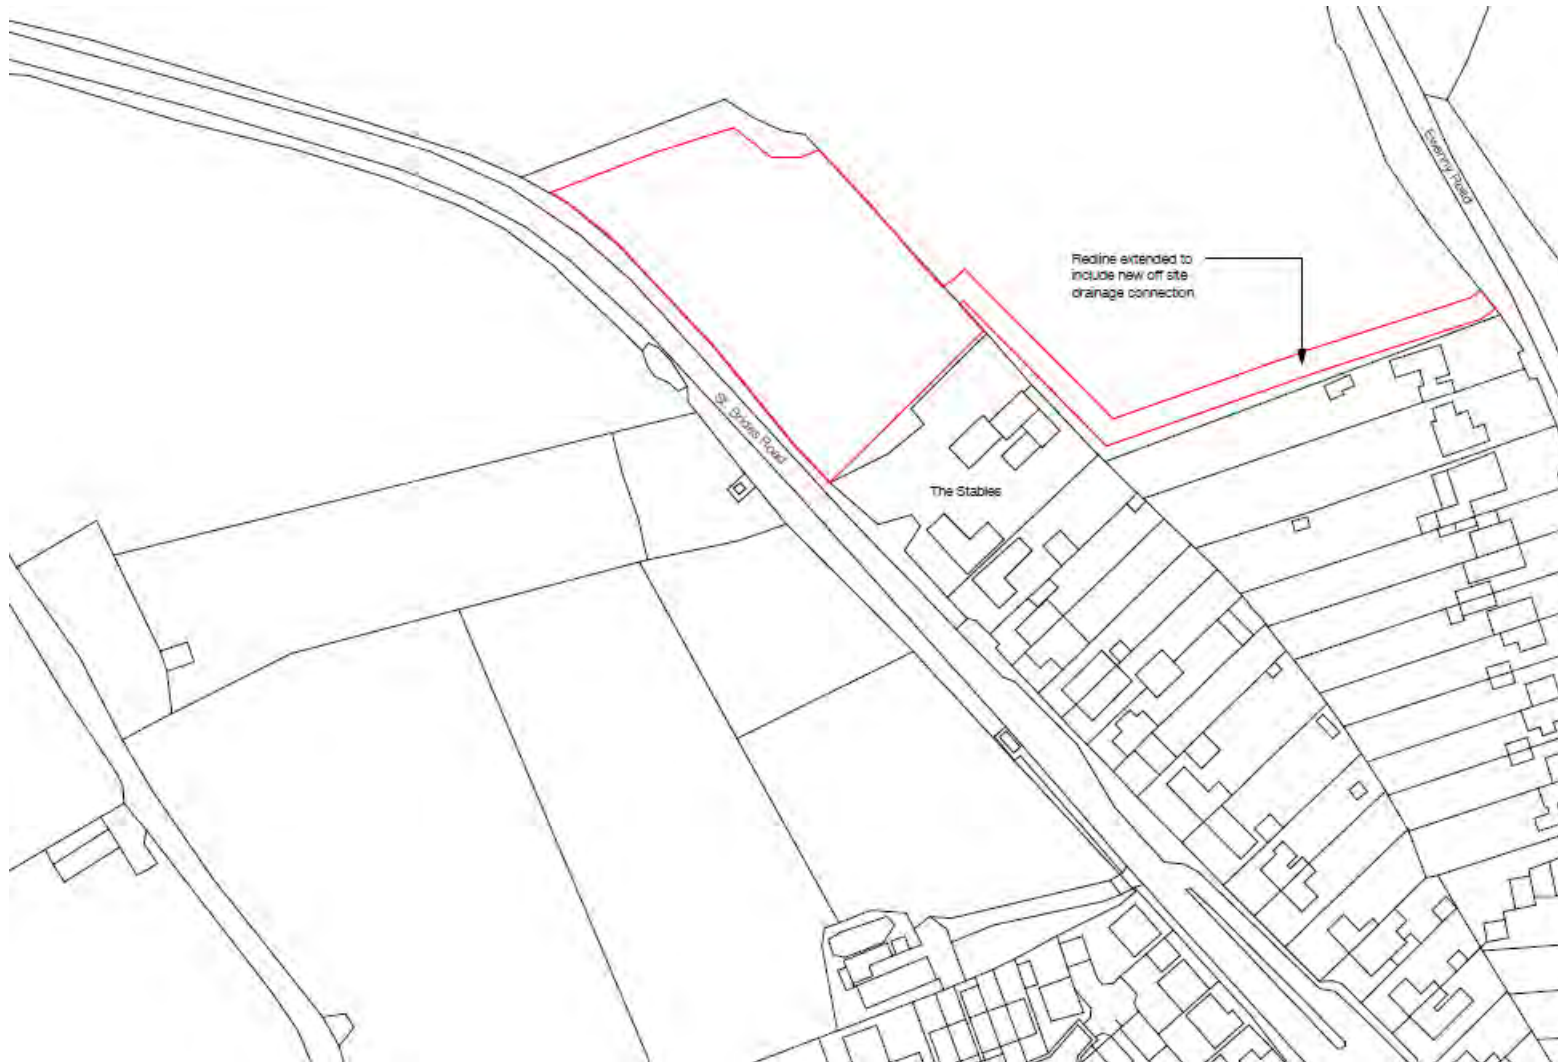 Ewenny Road
Redline extended to
include new off site
drainage connection
St. Brides Road
The Stables